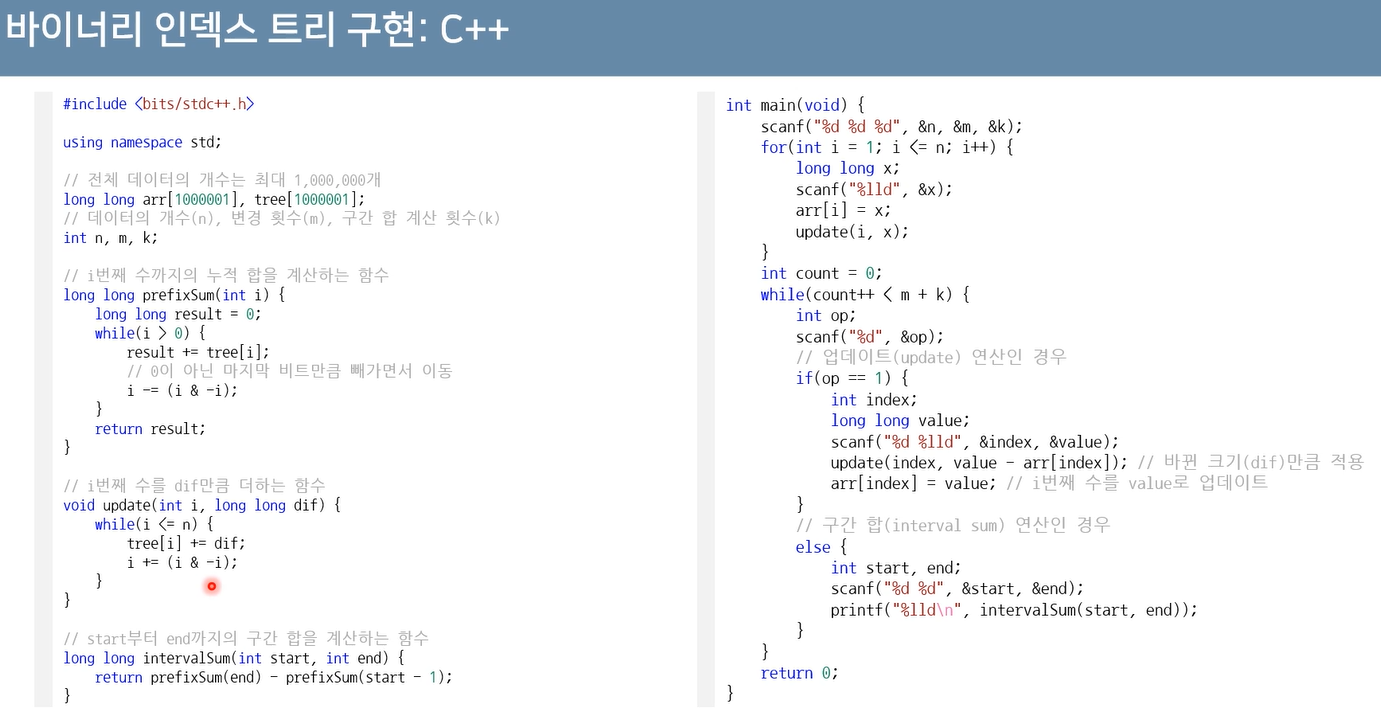 바이너리 인덱스 트리 구현: C++
#include <bits/stdc++.h>
using namespace std;
// 전체 데이터의 개수는 최대 1,000,000개
long long arr[1000001], tree[1000001];
// 데이터의 개수(n), 변경 횟수(m), 구간 합 계산 횟수(k)
int n, m, k;
// i번째 수까지의 누적 합을 계산하는 함수
long long prefixSum(int i) {
    long long result = 0;
    while(i > 0) {
        result += tree[i];
        // 0이 아닌 마지막 비트만큼 빼가면서 이동
        i -= (i & -i);
    }
    return result;
}
// i번째 수를 dif만큼 더하는 함수
void update(int i, long long dif) {
    while(i <= n) {
        tree[i] += dif;
        i += (i & -i);
    }
}
// start부터 end까지의 구간 합을 계산하는 함수
long long intervalSum(int start, int end) {
    return prefixSum(end) - prefixSum(start - 1);
}
int main(void) {
    scanf("%d %d %d", &n, &m, &k);
    for(int i = 1; i <= n; i++) {
        long long x;
        scanf("%lld", &x);
        arr[i] = x;
        update(i, x);
    }
    int count = 0;
    while(count++ < m + k) {
        int op;
        scanf("%d", &op);
        // 업데이트(update) 연산인 경우
        if(op == 1) {
            int index;
            long long value;
            scanf("%d %lld", &index, &value);
            update(index, value - arr[index]); // 바뀐 크기(dif)만큼 적용
            arr[index] = value; // i번째 수를 value로 업데이트
        }
        // 구간 합(interval sum) 연산인 경우
        else {
            int start, end;
            scanf("%d %d", &start, &end);
            printf("%lld\n", intervalSum(start, end));
        }
    }
    return 0;
}